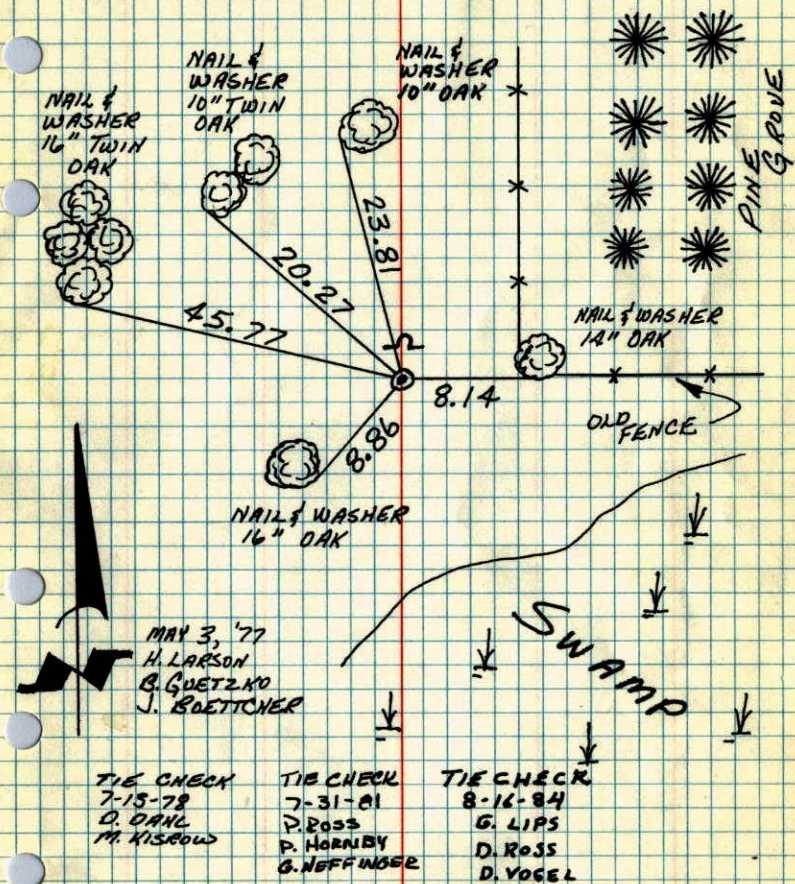 NAIL &
WASHER
16" TWIN
OAK
NAIL &
WASHER
10" TWIN
OAK
NAIL &
WASHER
10" OAK
PINE
GROVE
23.81
20.27
45.77
NAIL & WASHER
14" OAK
8.14
OLD
FENCE
8.86
NAIL & WASHER
16" OAK
SWAMP
MAY 3, '77
H. LARSON
B. GUETZKO
J. BOETTCHER
TIE CHECK
7-15-78
D. DAHL
M. KISROW
TIE CHECK
7-31-81
P. ROSS
P. HORNBY
G. NEFFINGER
TIE CHECK
8-16-84
G. LIPS
D. ROSS
D. VOGEL